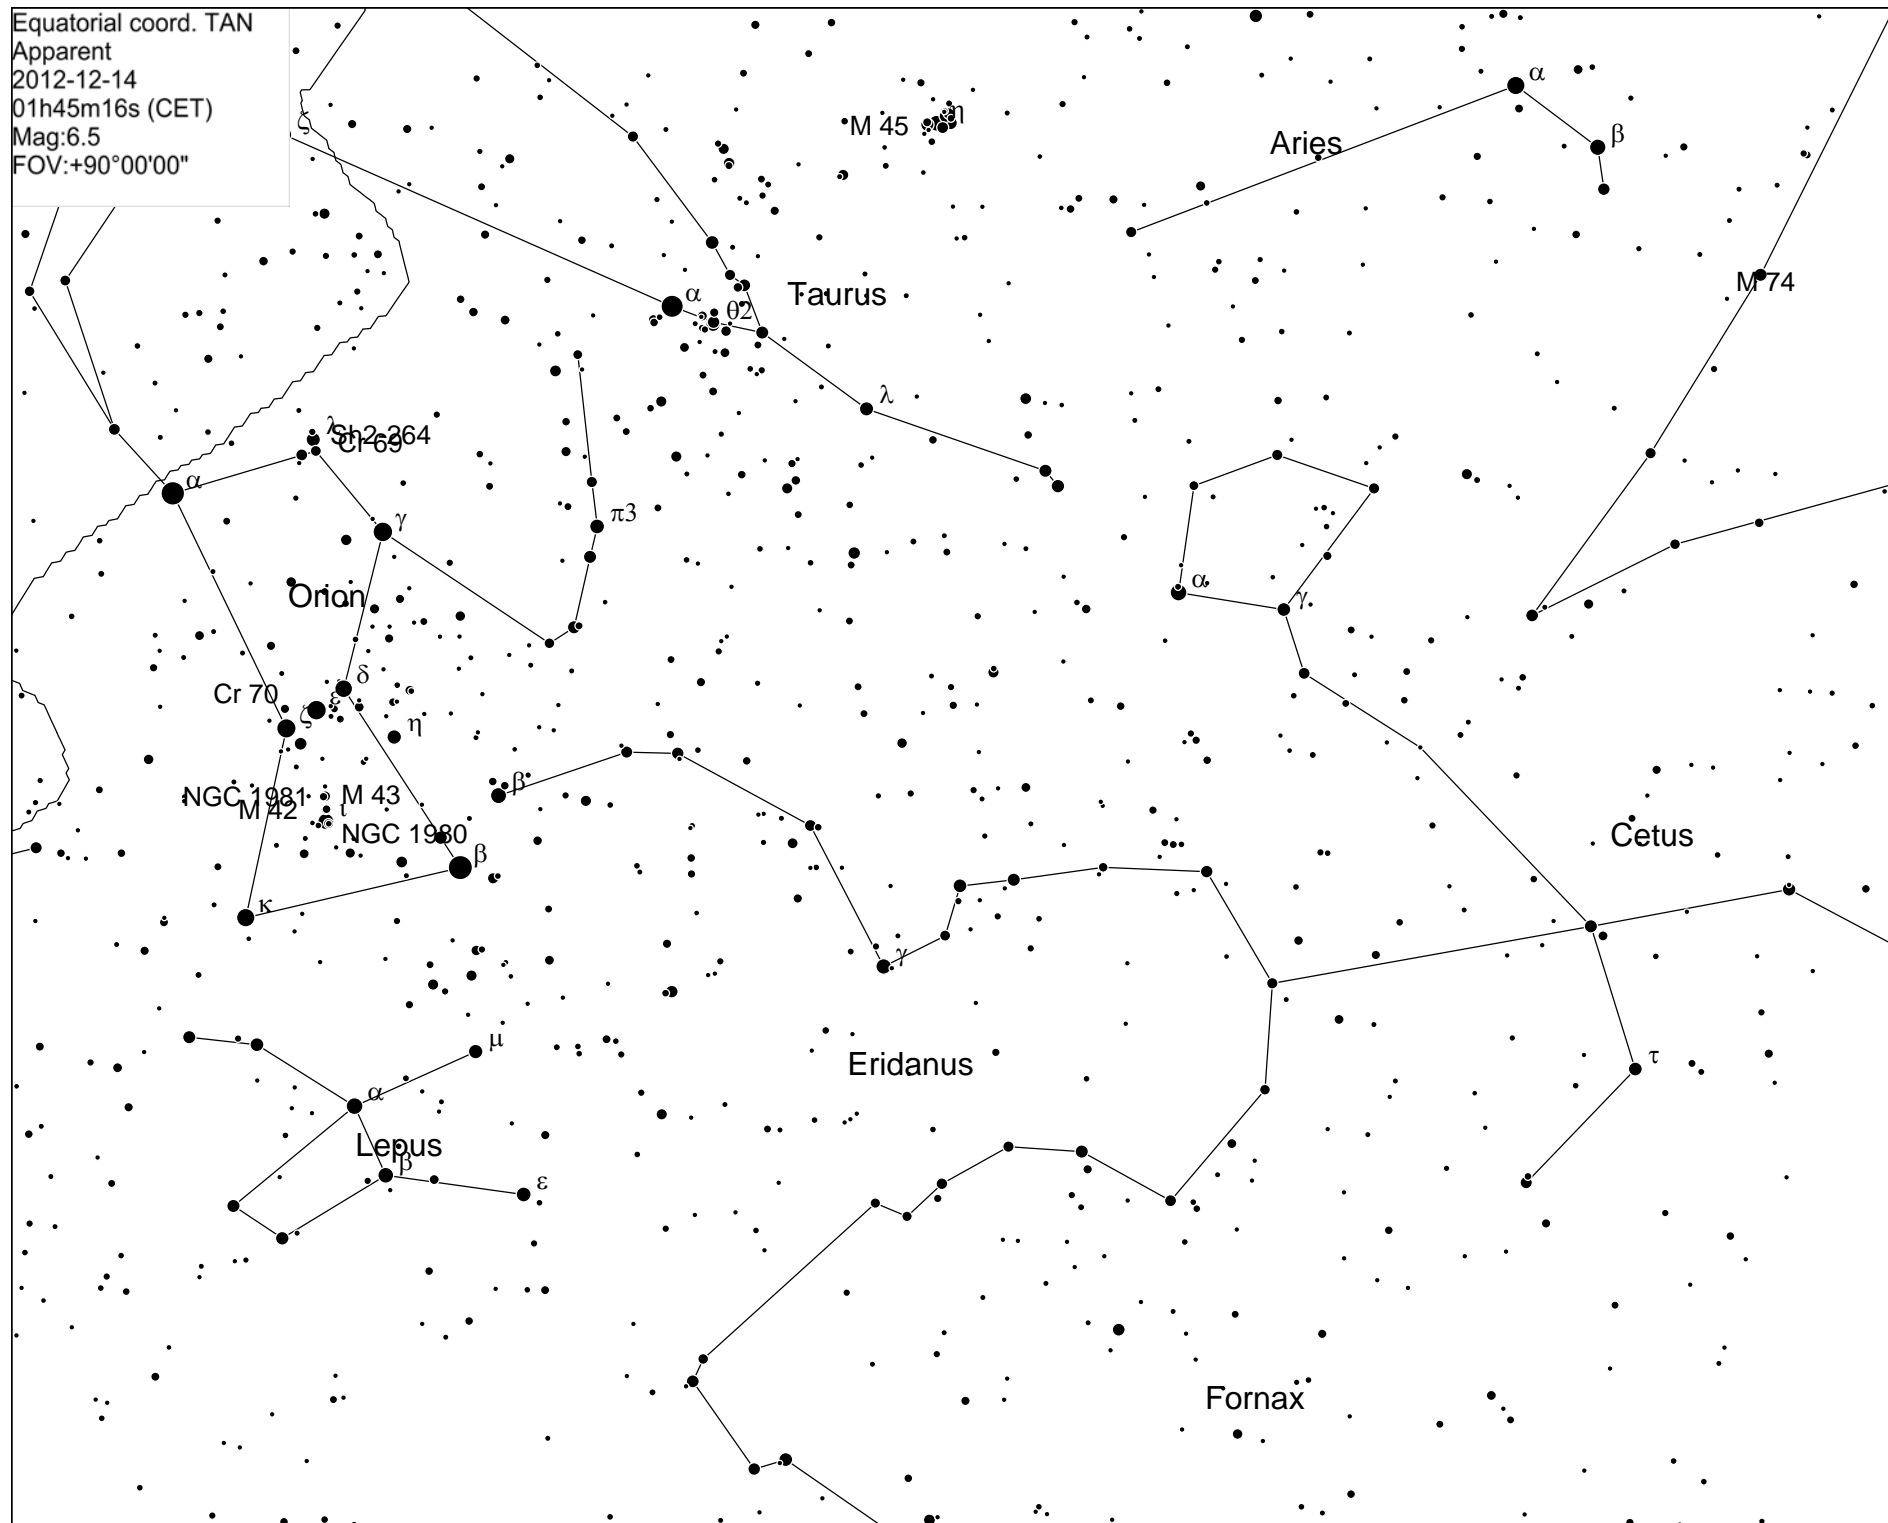 Equatorial coord. TAN
Apparent
2012-12-14
01h45m16s (CET)
Mag:6.5
FOV:+90°00'00"
ζ
M 45
η
Aries
α
β
M 74
Taurus
α
θ2
λ
λ
Sh2-264
Cr 69
α
γ
π3
Orion
α
γ
δ
Cr 70
ε
ζ
η
β
NGC 1981
M 43
M 42
ι
NGC 1980
β
Cetus
κ
γ
Eridanus
μ
τ
α
Lepus
β
ε
Fornax